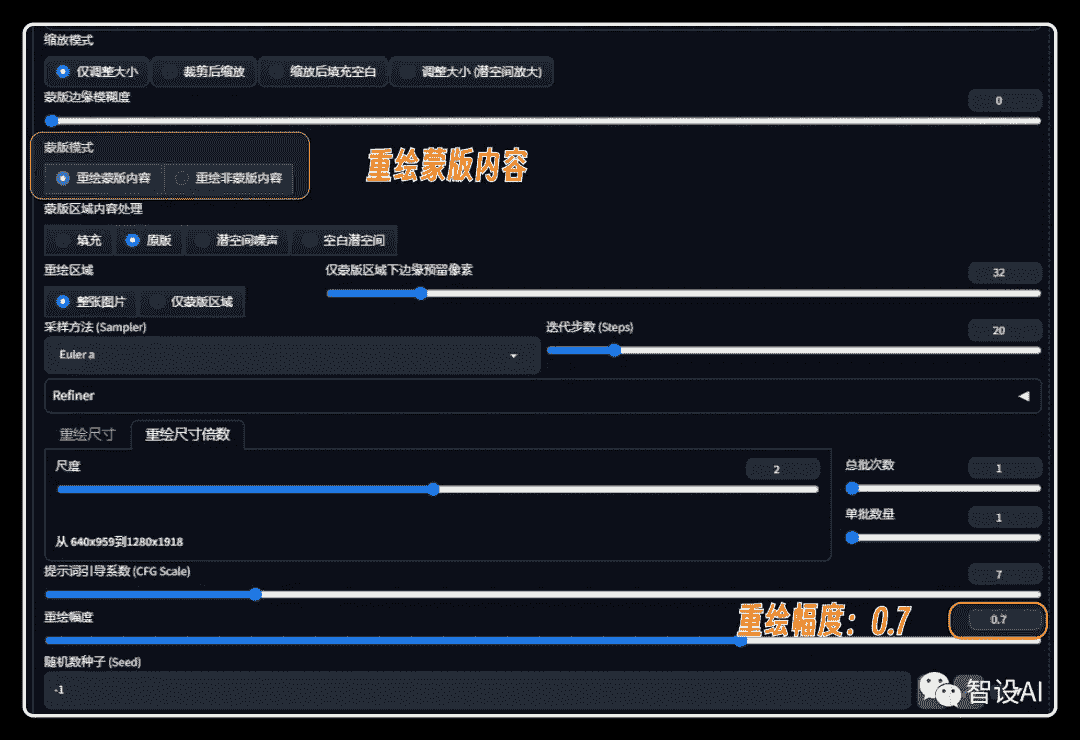 缩放模式
仅调整大小 裁剪后缩放 缩放后填充空白 调整大小 (潜空间放大)
蒙版边缘模糊度 0
蒙版模式
重绘蒙版内容 重绘非蒙版内容
重绘蒙版内容
蒙版区域内容处理
填充 原版 潜空间噪声 空白潜空间
重绘区域 仅蒙版区域下边缘预留像素 32
整张图片 仅蒙版区域
采样方法 (Sampler) 迭代步数 (Steps) 20
Euler a
Refiner
重绘尺寸 重绘尺寸倍数
尺度 2 总批次数 1
单批数量 1
从 640x959到1280x1918
提示词引导系数 (CFG Scale) 7
重绘幅度 0.7
重绘幅度：0.7
随机数种子 (Seed)
-1
智设AI